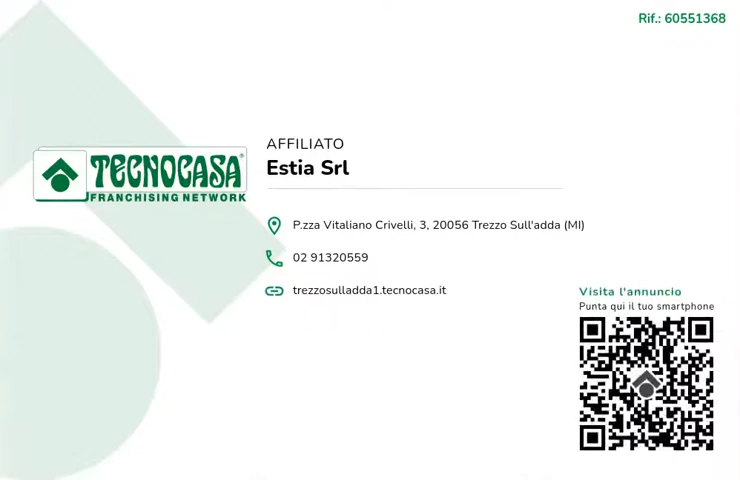 Rif.: 60551368
AFFILIATO
Estia Srl
TECNOCASA®
FRANCHISING NETWORK
P.zza Vitaliano Crivelli, 3, 20056 Trezzo Sull'adda (MI)
02 91320559
trezzosulladda1.tecnocasa.it
Visita l'annuncio
Punta qui il tuo smartphone